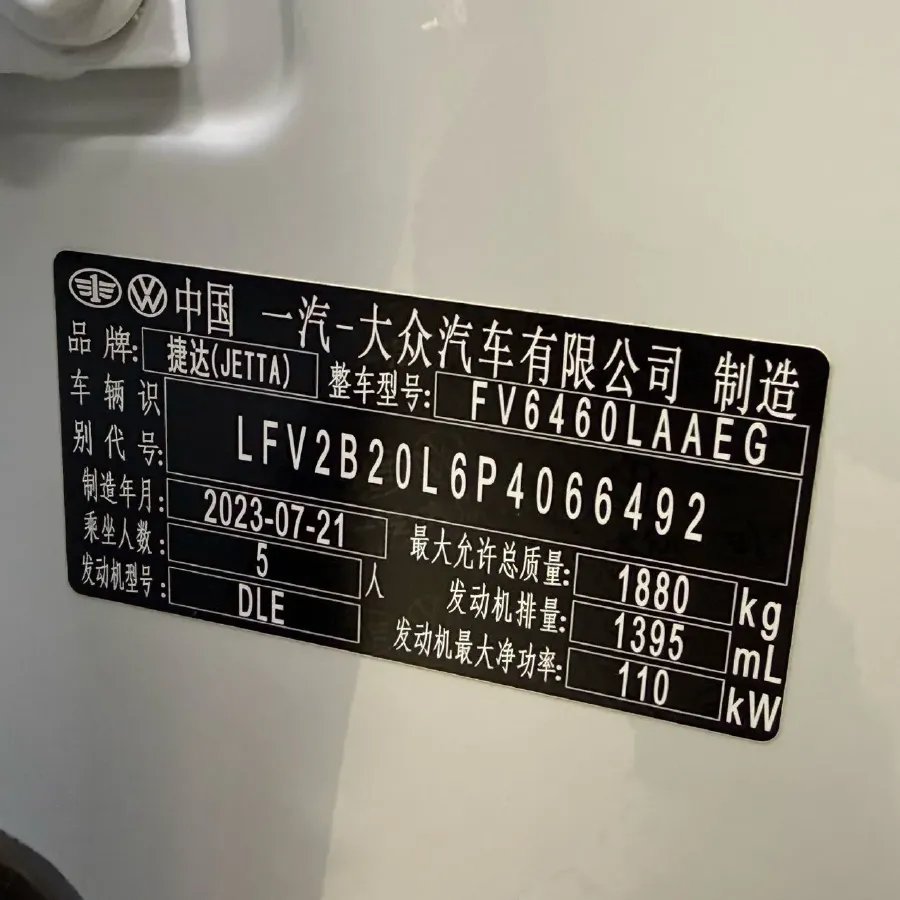 中国 一汽-大众汽车有限公司 制造
品牌: 捷达(JETTA) 整车型号: FV6460LAAEG
车辆识别代号: LFV2B20L6P4066492
制造年月: 2023-07-21 最大允许总质量: 1880 kg
乘坐人数: 5 人 发动机排量: 1395 mL
发动机型号: DLE 发动机最大净功率: 110 kW